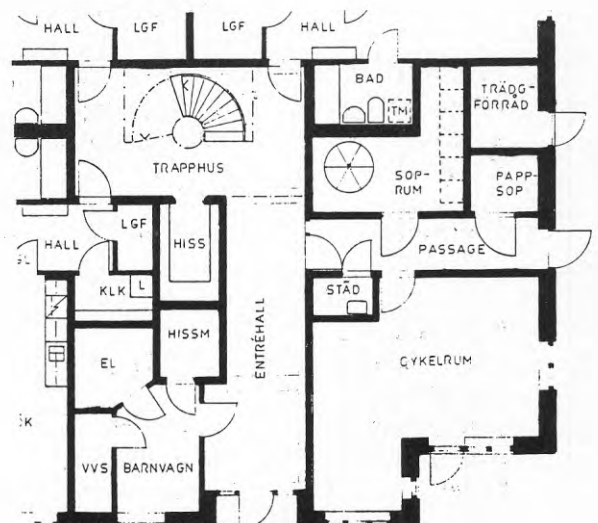 HALL
LGF
LGF
HALL
BAD
TM
TRÄDG-
FÖRRÅD
TRAPPHUS
SOP-
RUM
PAPP-
SOP
LGF
HALL
HISS
PASSAGE
KLK
L
STÄD
HISSM
ENTRÉHALL
EL
CYKELRUM
VVS
BARNVAGN